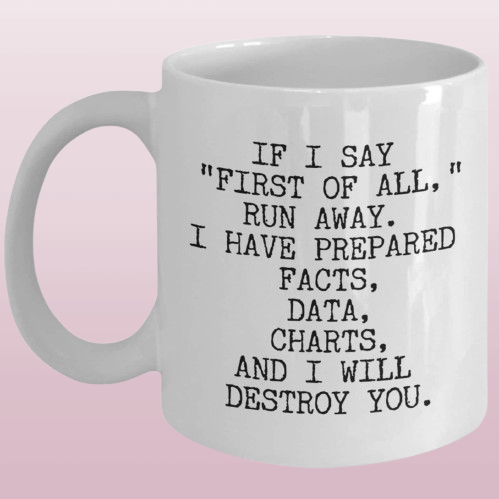 IF I SAY
"FIRST OF ALL,"
RUN AWAY.
I HAVE PREPARED
FACTS,
DATA,
CHARTS,
AND I WILL
DESTROY YOU.